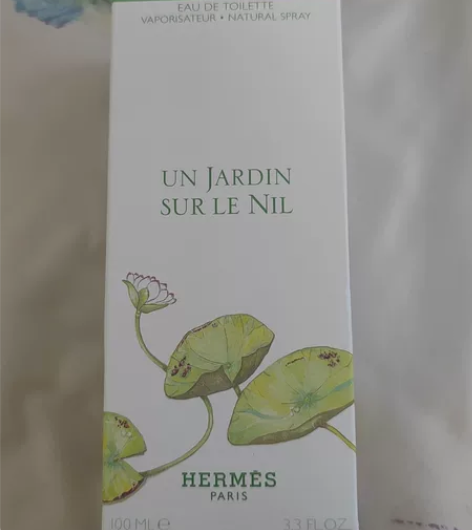 EAU DE TOILETTE
VAPORISATEUR • NATURAL SPRAY
UN JARDIN
SUR LE NIL
HERMÈS
PARIS
100 ML ℮ 3.3 FL.OZ